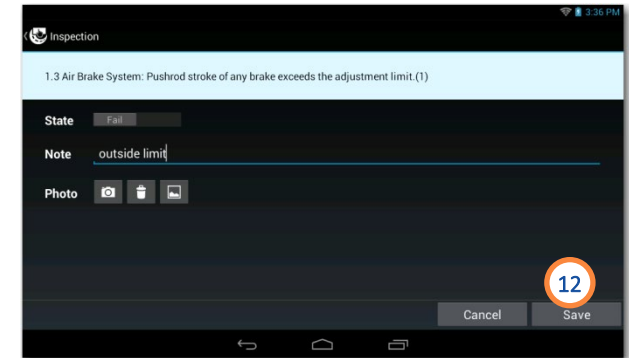 3:36 PM
Inspection
1.3 Air Brake System: Pushrod stroke of any brake exceeds the adjustment limit.(1)
State Fail
Note outside limit
Photo
12
Cancel Save